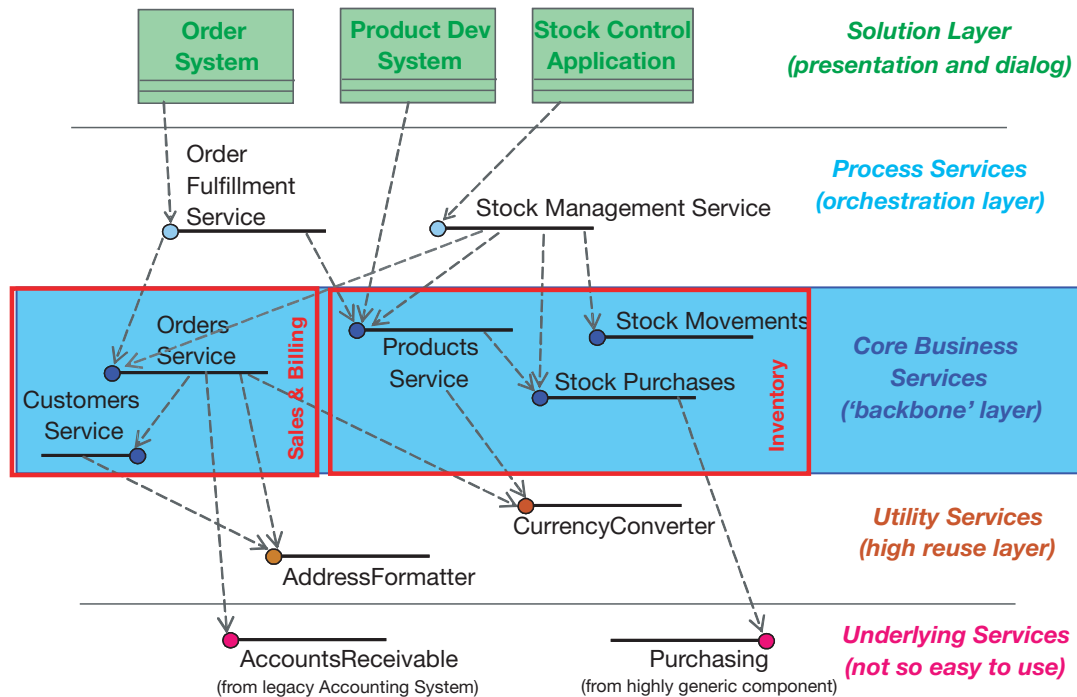 Order
System
Product Dev
System
Stock Control
Application
Solution Layer
(presentation and dialog)
Order
Fulfillment
Service
Stock Management Service
Process Services
(orchestration layer)
Orders
Service
Customers
Service
Sales & Billing
Products
Service
Stock Movements
Stock Purchases
Inventory
Core Business
Services
(‘backbone’ layer)
CurrencyConverter
AddressFormatter
Utility Services
(high reuse layer)
AccountsReceivable
(from legacy Accounting System)
Purchasing
(from highly generic component)
Underlying Services
(not so easy to use)